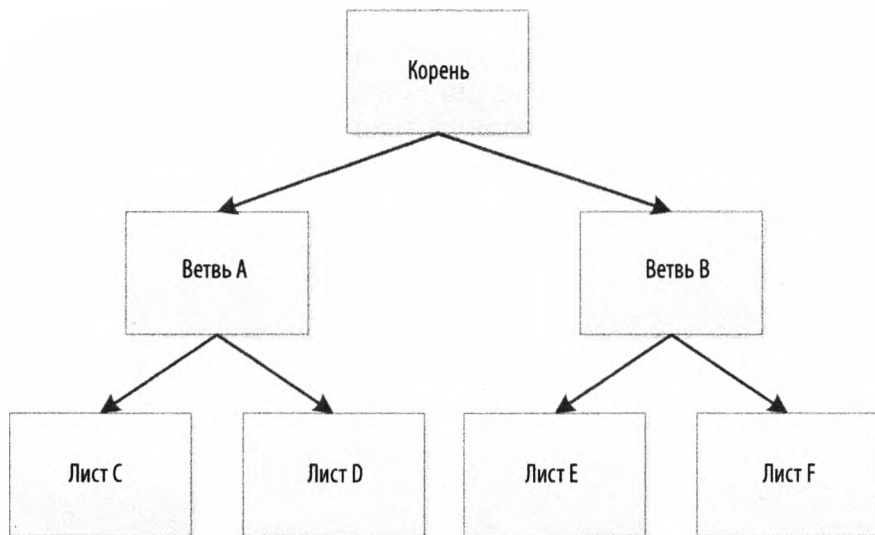 Корень
Ветвь A
Ветвь B
Лист C
Лист D
Лист E
Лист F